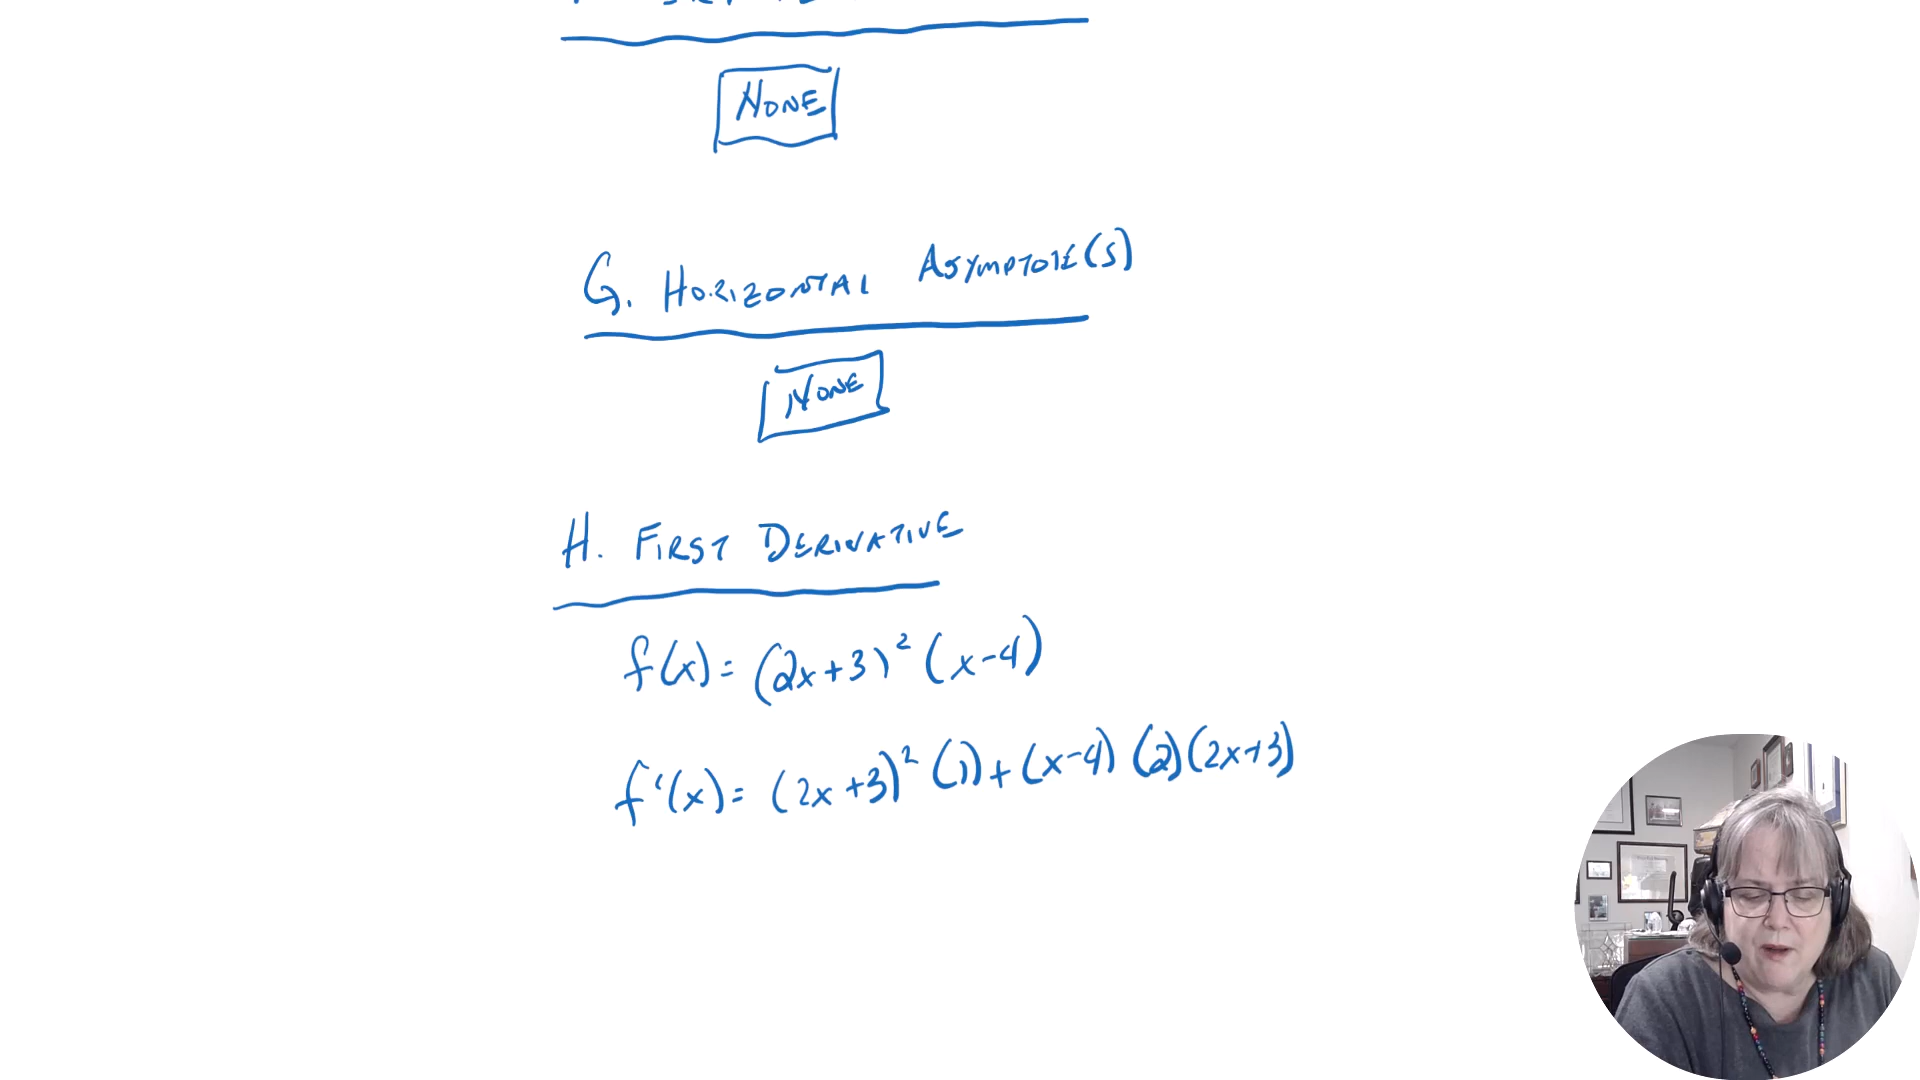 NONE
G. HORIZONTAL ASYMPTOTE(S)
NONE
H. FIRST DERIVATIVE
f(x) = (2x+3)² (x-4)
f'(x) = (2x+3)² (1) + (x-4) (2)(2x+3)